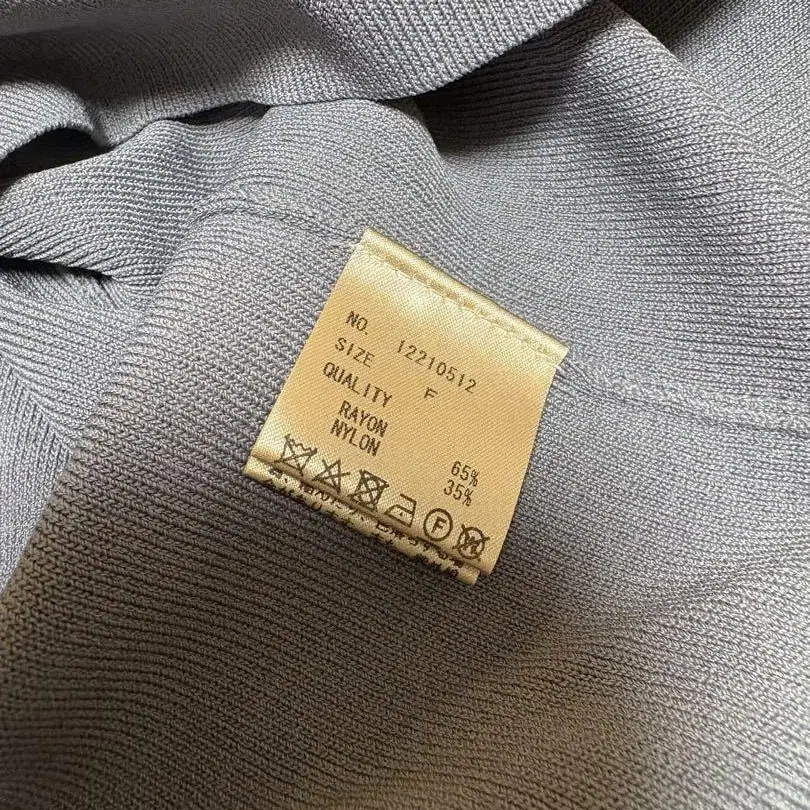 NO. 12210512
SIZE F
QUALITY
RAYON 65%
NYLON 35%
F W